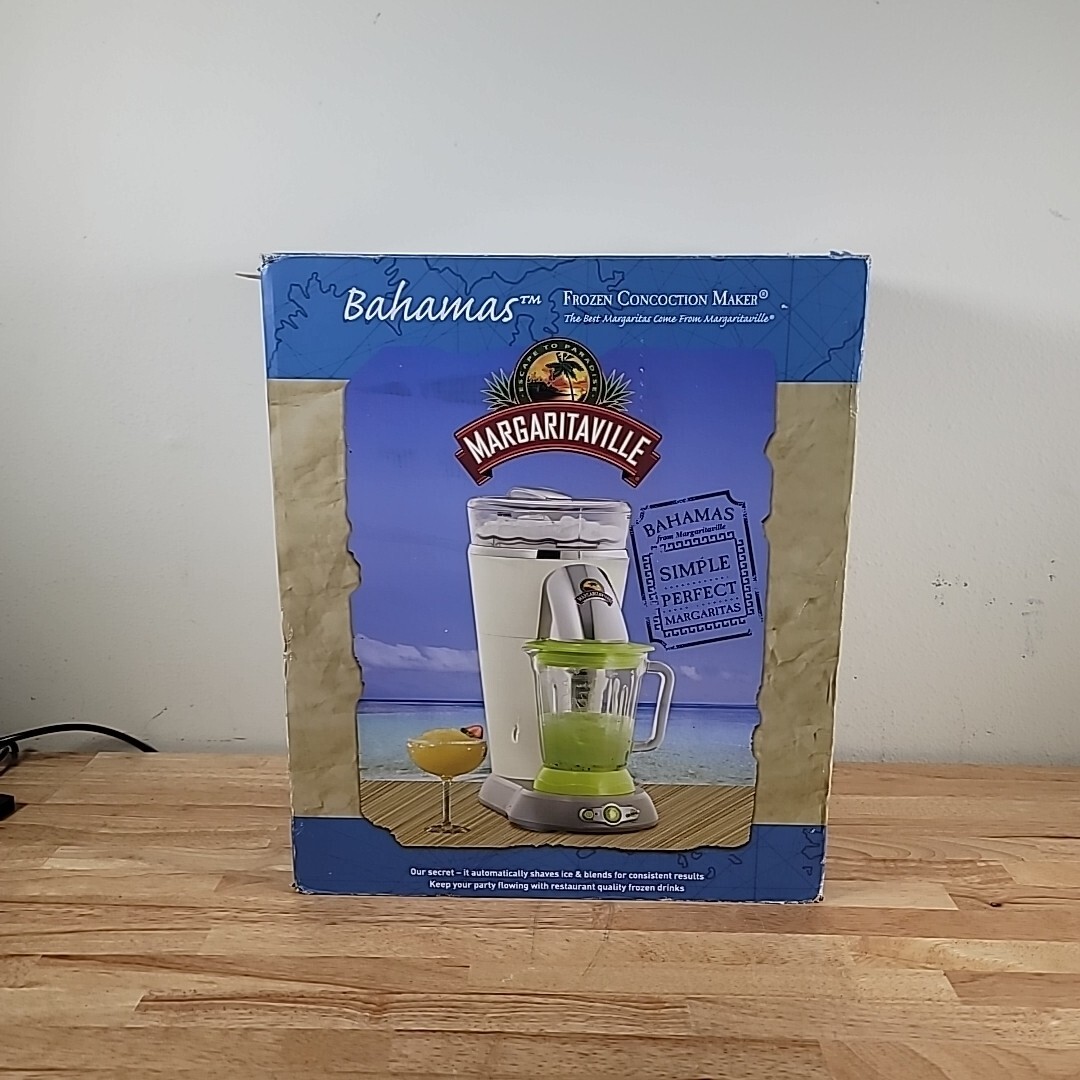 Bahamas™ FROZEN CONCOCTION MAKER®
The Best Margaritas Come From Margaritaville®
ESCAPE TO PARADISE
MARGARITAVILLE
BAHAMAS
from Margaritaville
SIMPLE
PERFECT
MARGARITAS
MARGARITAVILLE
Our secret – it automatically shaves ice & blends for consistent results
Keep your party flowing with restaurant quality frozen drinks